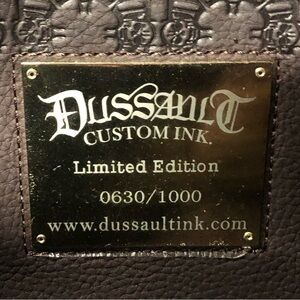 DUSSAULT
CUSTOM INK.
Limited Edition
0630/1000
www.dussaultink.com